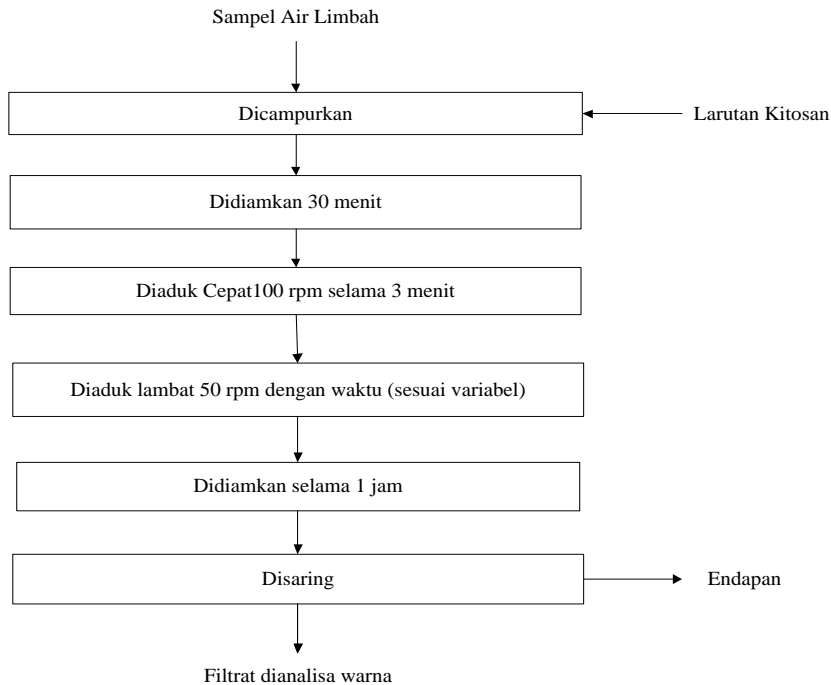 Sampel Air Limbah
Dicampurkan
Larutan Kitosan
Didiamkan 30 menit
Diaduk Cepat100 rpm selama 3 menit
Diaduk lambat 50 rpm dengan waktu (sesuai variabel)
Didiamkan selama 1 jam
Disaring
Endapan
Filtrat dianalisa warna